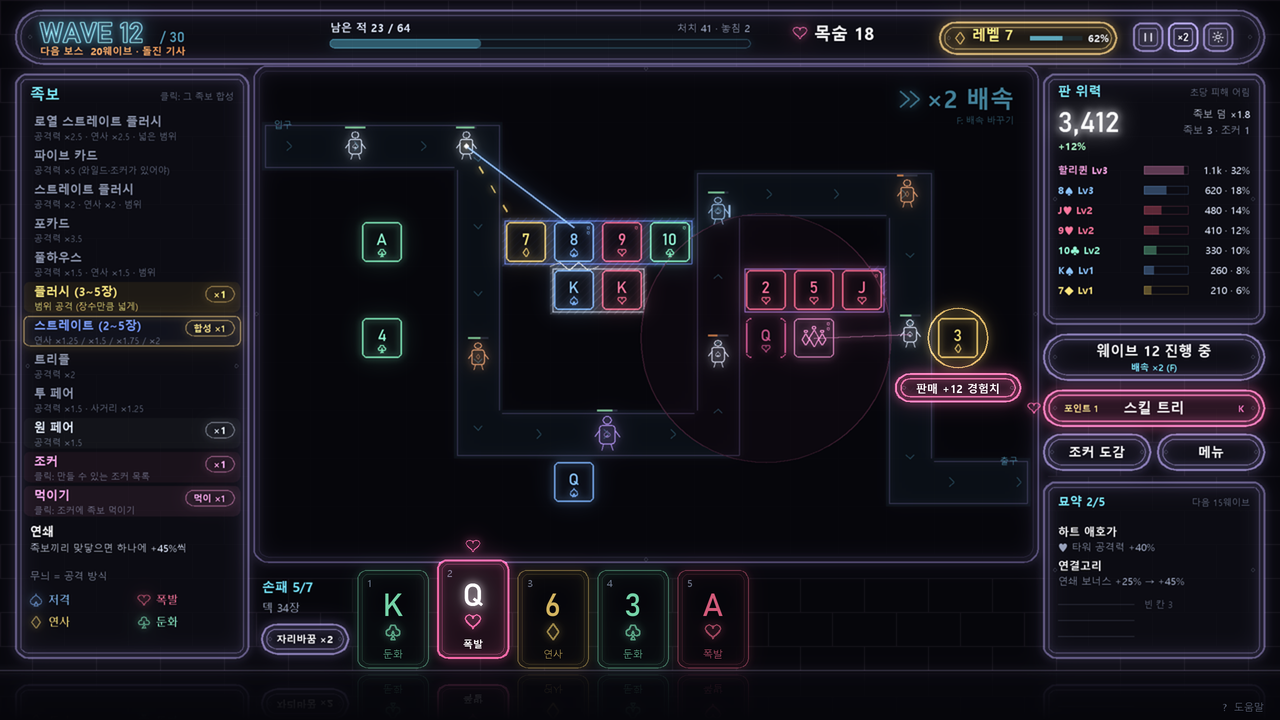 WAVE 12 / 30
다음 보스 20웨이브 · 돌진 기사
남은 적 23 / 64
처치 41 · 놓침 2
목숨 18
레벨 7
62%
×2
족보
클릭: 그 족보 합성
로열 스트레이트 플러시
공격력 ×2.5 · 연사 ×2.5 · 넓은 범위
파이브 카드
공격력 ×5 (와일드·조커가 있어야)
스트레이트 플러시
공격력 ×2 · 연사 ×2 · 범위
포카드
공격력 ×3.5
풀하우스
공격력 ×1.5 · 연사 ×1.5 · 범위
플러시 (3~5장)
×1
범위 공격 (장수만큼 넓게)
스트레이트 (2~5장)
합성 ×1
연사 ×1.25 / ×1.5 / ×1.75 / ×2
트리플
공격력 ×2
투 페어
공격력 ×1.5 · 사거리 ×1.25
원 페어
×1
공격력 ×1.5
조커
×1
클릭: 만들 수 있는 조커 목록
먹이기
먹이 ×1
클릭: 조커에 족보 먹이기
연쇄
족보끼리 맞닿으면 하나에 +45%씩
무늬 = 공격 방식
저격
폭발
연사
둔화
입구
×2 배속
F: 배속 바꾸기
A
7
8
9
10
K
K
2
5
J
4
Q
3
판매 +12 경험치
Q
출구
손패 5/7
덱 34장
자리바꿈 ×2
1
K
둔화
2
Q
폭발
3
6
연사
4
3
둔화
5
A
폭발
판 위력
초당 피해 어림
3,412
족보 덤 ×1.8
족보 3 · 조커 1
+12%
할리퀸 Lv3
1.1k · 32%
8♠ Lv3
620 · 18%
J♥ Lv2
480 · 14%
9♥ Lv2
410 · 12%
10♣ Lv2
330 · 10%
K♠ Lv1
260 · 8%
7♦ Lv1
210 · 6%
웨이브 12 진행 중
배속 ×2 (F)
포인트 1
스킬 트리
K
조커 도감
메뉴
묘약 2/5
다음 15웨이브
하트 애호가
♥ 타워 공격력 +40%
연결고리
연쇄 보너스 +25% → +45%
빈 칸 3
? 도움말